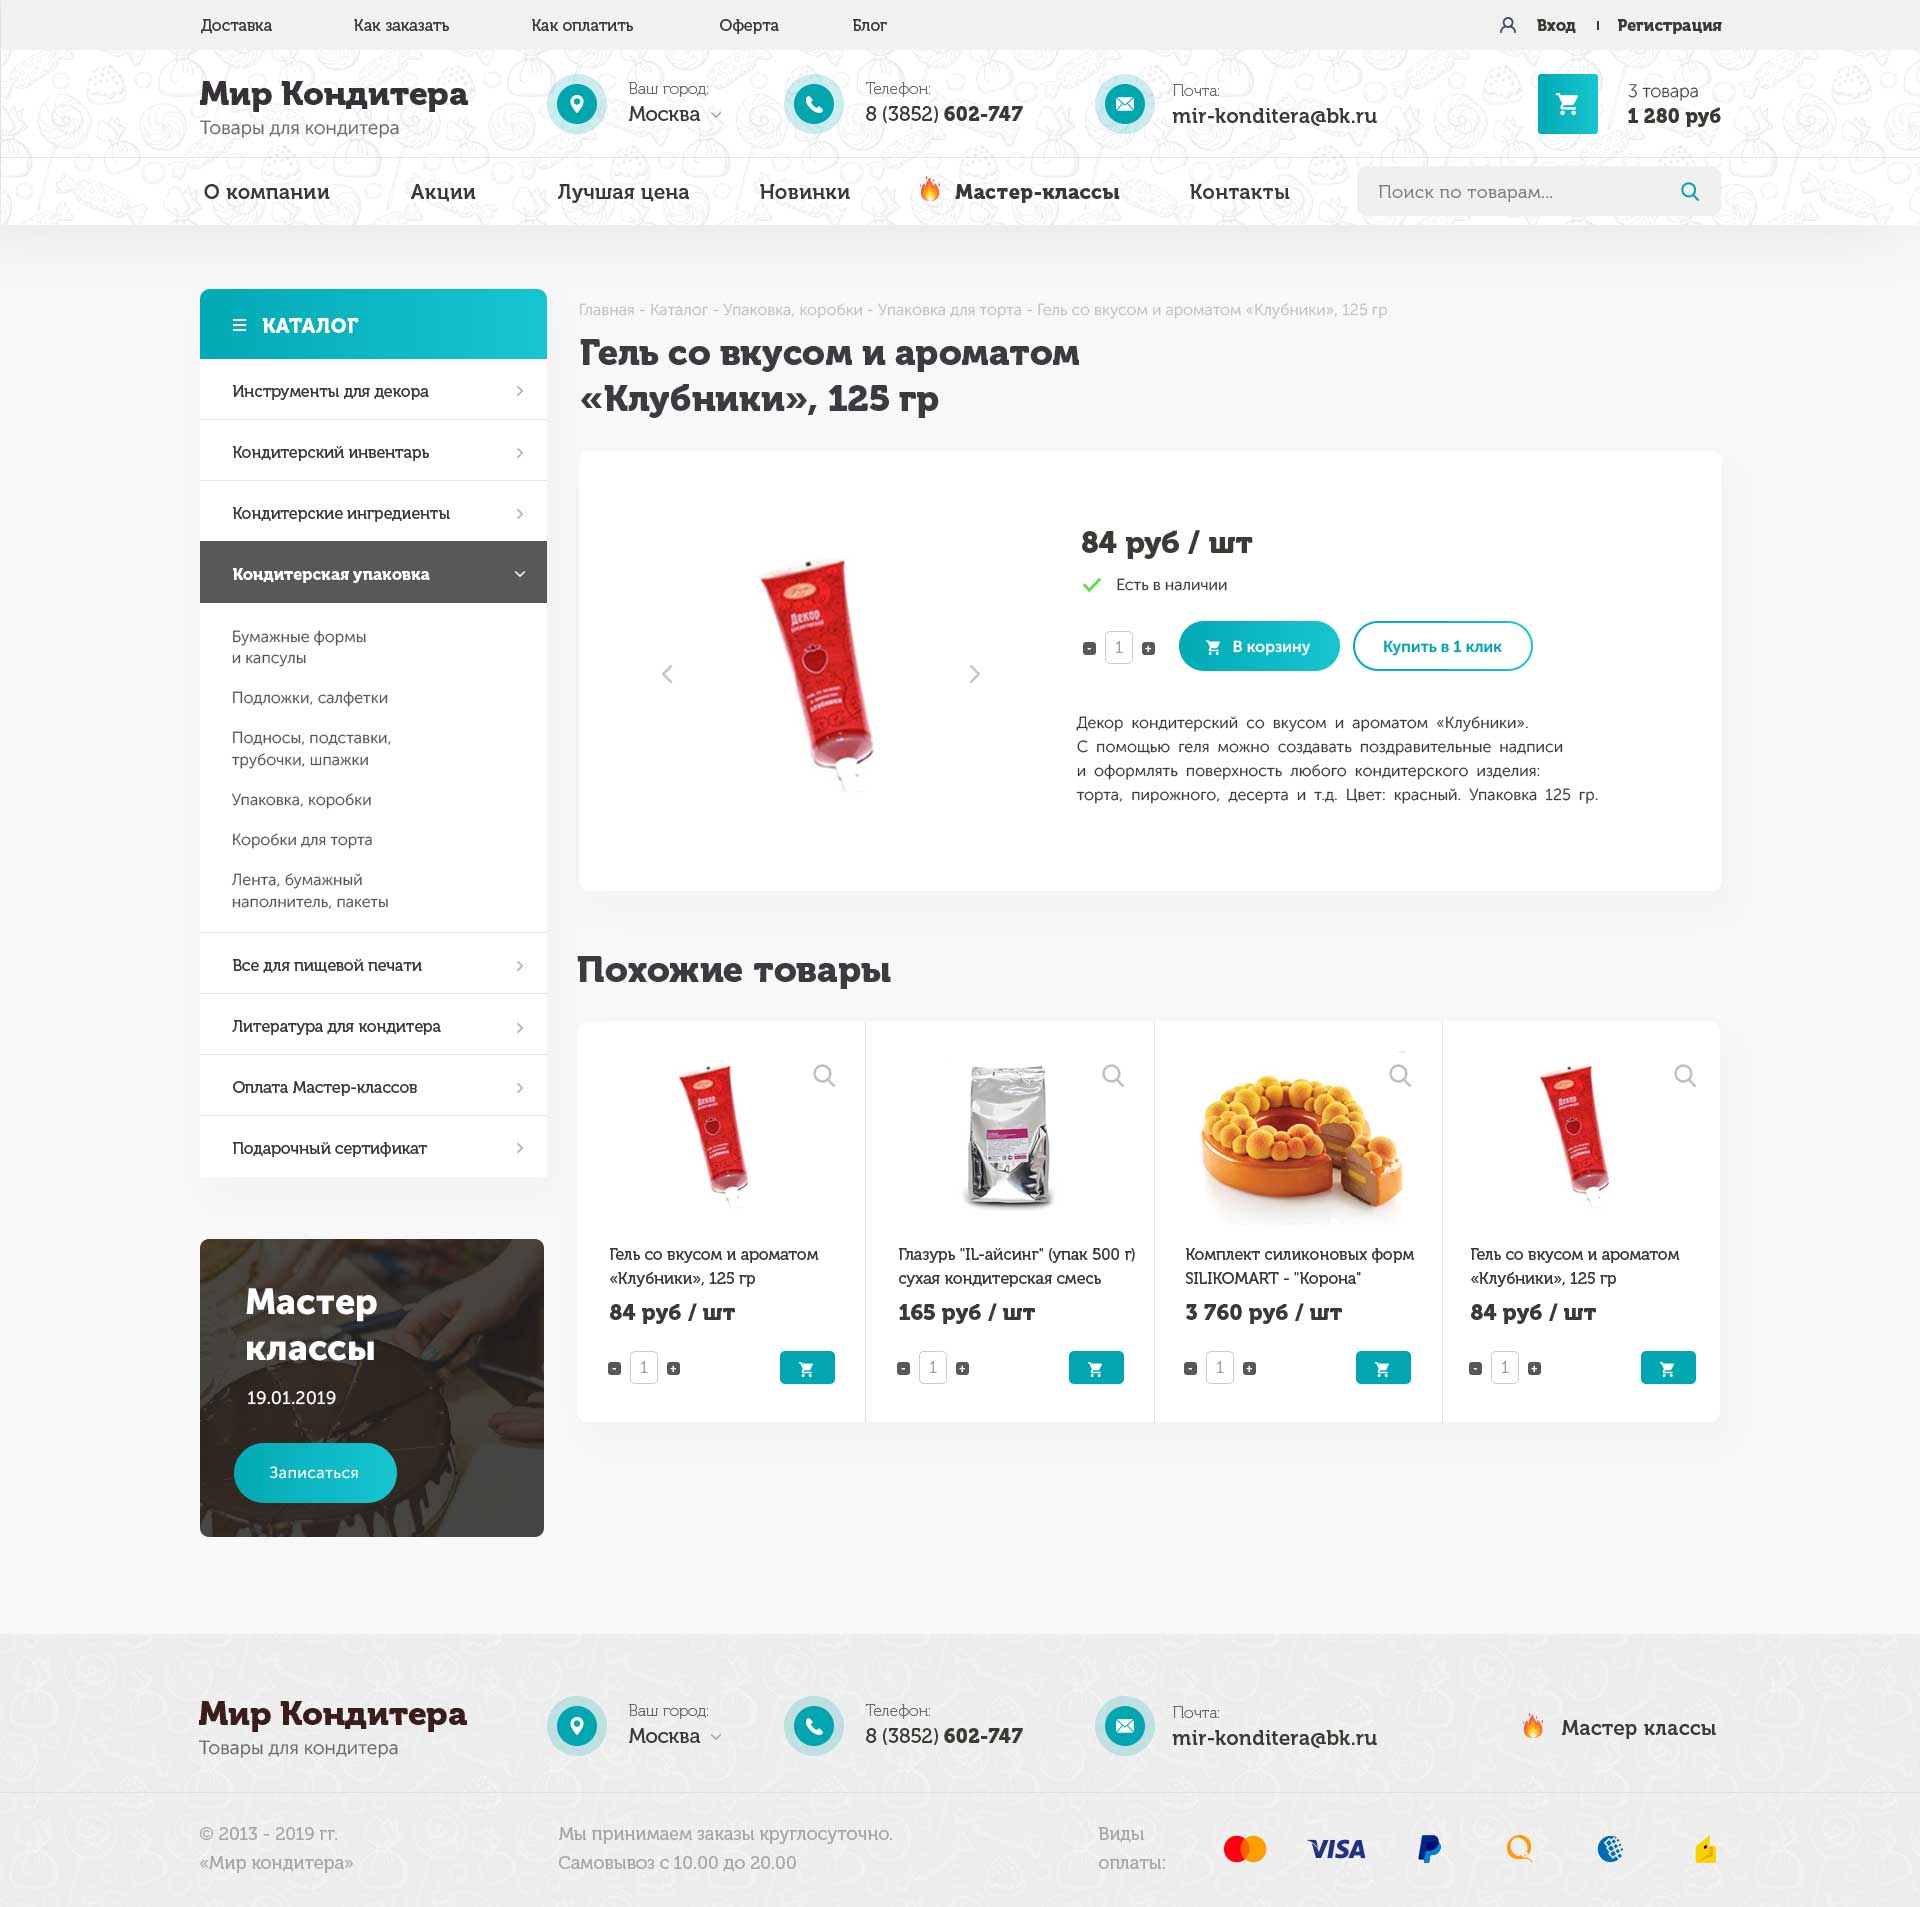 Доставка
Как заказать
Как оплатить
Оферта
Блог
Вход
Регистрация
Мир Кондитера
Товары для кондитера
Ваш город:
Москва
Телефон:
8 (3852) 602-747
Почта:
mir-konditera@bk.ru
3 товара
1 280 руб
О компании
Акции
Лучшая цена
Новинки
Мастер-классы
Контакты
Поиск по товарам...
КАТАЛОГ
Инструменты для декора
Кондитерский инвентарь
Кондитерские ингредиенты
Кондитерская упаковка
Бумажные формы
и капсулы
Подложки, салфетки
Подносы, подставки,
трубочки, шпажки
Упаковка, коробки
Коробки для торта
Лента, бумажный
наполнитель, пакеты
Все для пищевой печати
Литература для кондитера
Оплата Мастер-классов
Подарочный сертификат
Мастер
классы
19.01.2019
Записаться
Главная - Каталог - Упаковка, коробки - Упаковка для торта - Гель со вкусом и ароматом «Клубники», 125 гр
Гель со вкусом и ароматом
«Клубники», 125 гр
Декор
Клубники
84 руб / шт
Есть в наличии
- 1 +
В корзину
Купить в 1 клик
Декор кондитерский со вкусом и ароматом «Клубники».
С помощью геля можно создавать поздравительные надписи
и оформлять поверхность любого кондитерского изделия:
торта, пирожного, десерта и т.д. Цвет: красный. Упаковка 125 гр.
Похожие товары
Декор
Гель со вкусом и ароматом
«Клубники», 125 гр
84 руб / шт
- 1 +
Глазурь "IL-айсинг" (упак 500 г)
сухая кондитерская смесь
165 руб / шт
- 1 +
Комплект силиконовых форм
SILIKOMART - "Корона"
3 760 руб / шт
- 1 +
Декор
Гель со вкусом и ароматом
«Клубники», 125 гр
84 руб / шт
- 1 +
Мир Кондитера
Товары для кондитера
Ваш город:
Москва
Телефон:
8 (3852) 602-747
Почта:
mir-konditera@bk.ru
Мастер классы
© 2013 - 2019 гг.
«Мир кондитера»
Мы принимаем заказы круглосуточно.
Самовывоз с 10.00 до 20.00
Виды
оплаты:
VISA